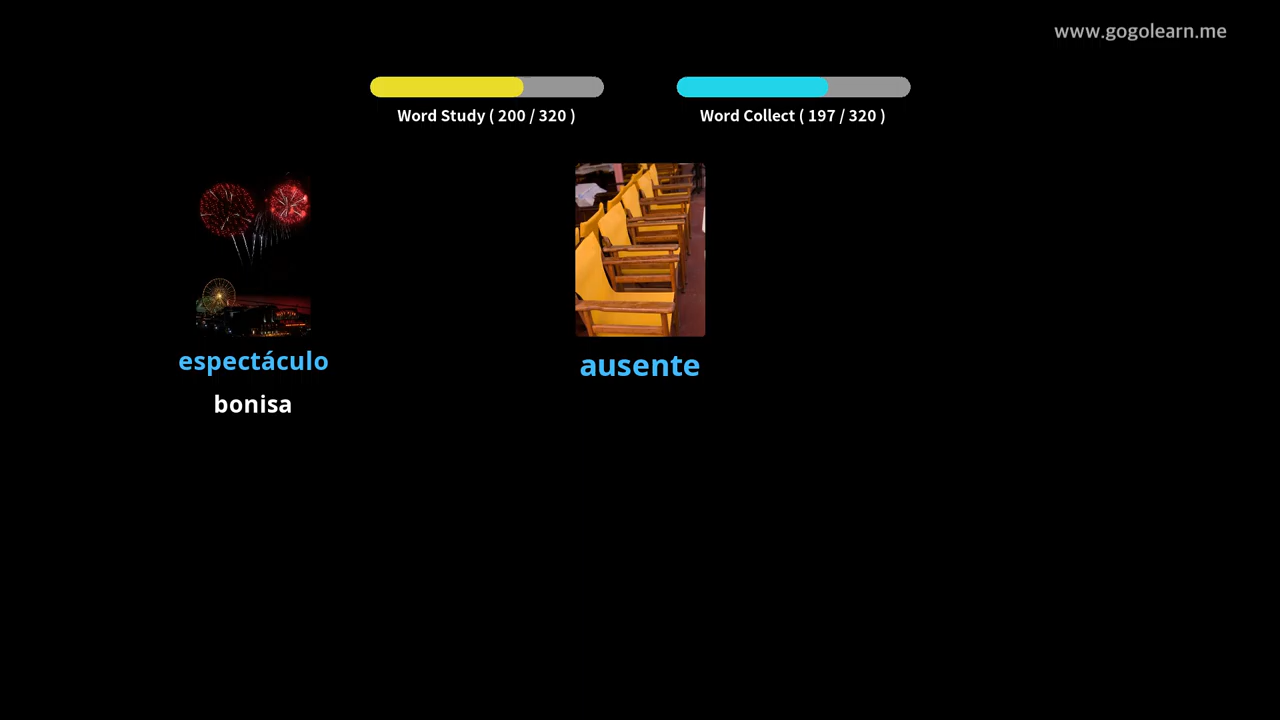 www.gogolearn.me
Word Study ( 200 / 320 )
Word Collect ( 197 / 320 )
espectáculo
bonisa
ausente